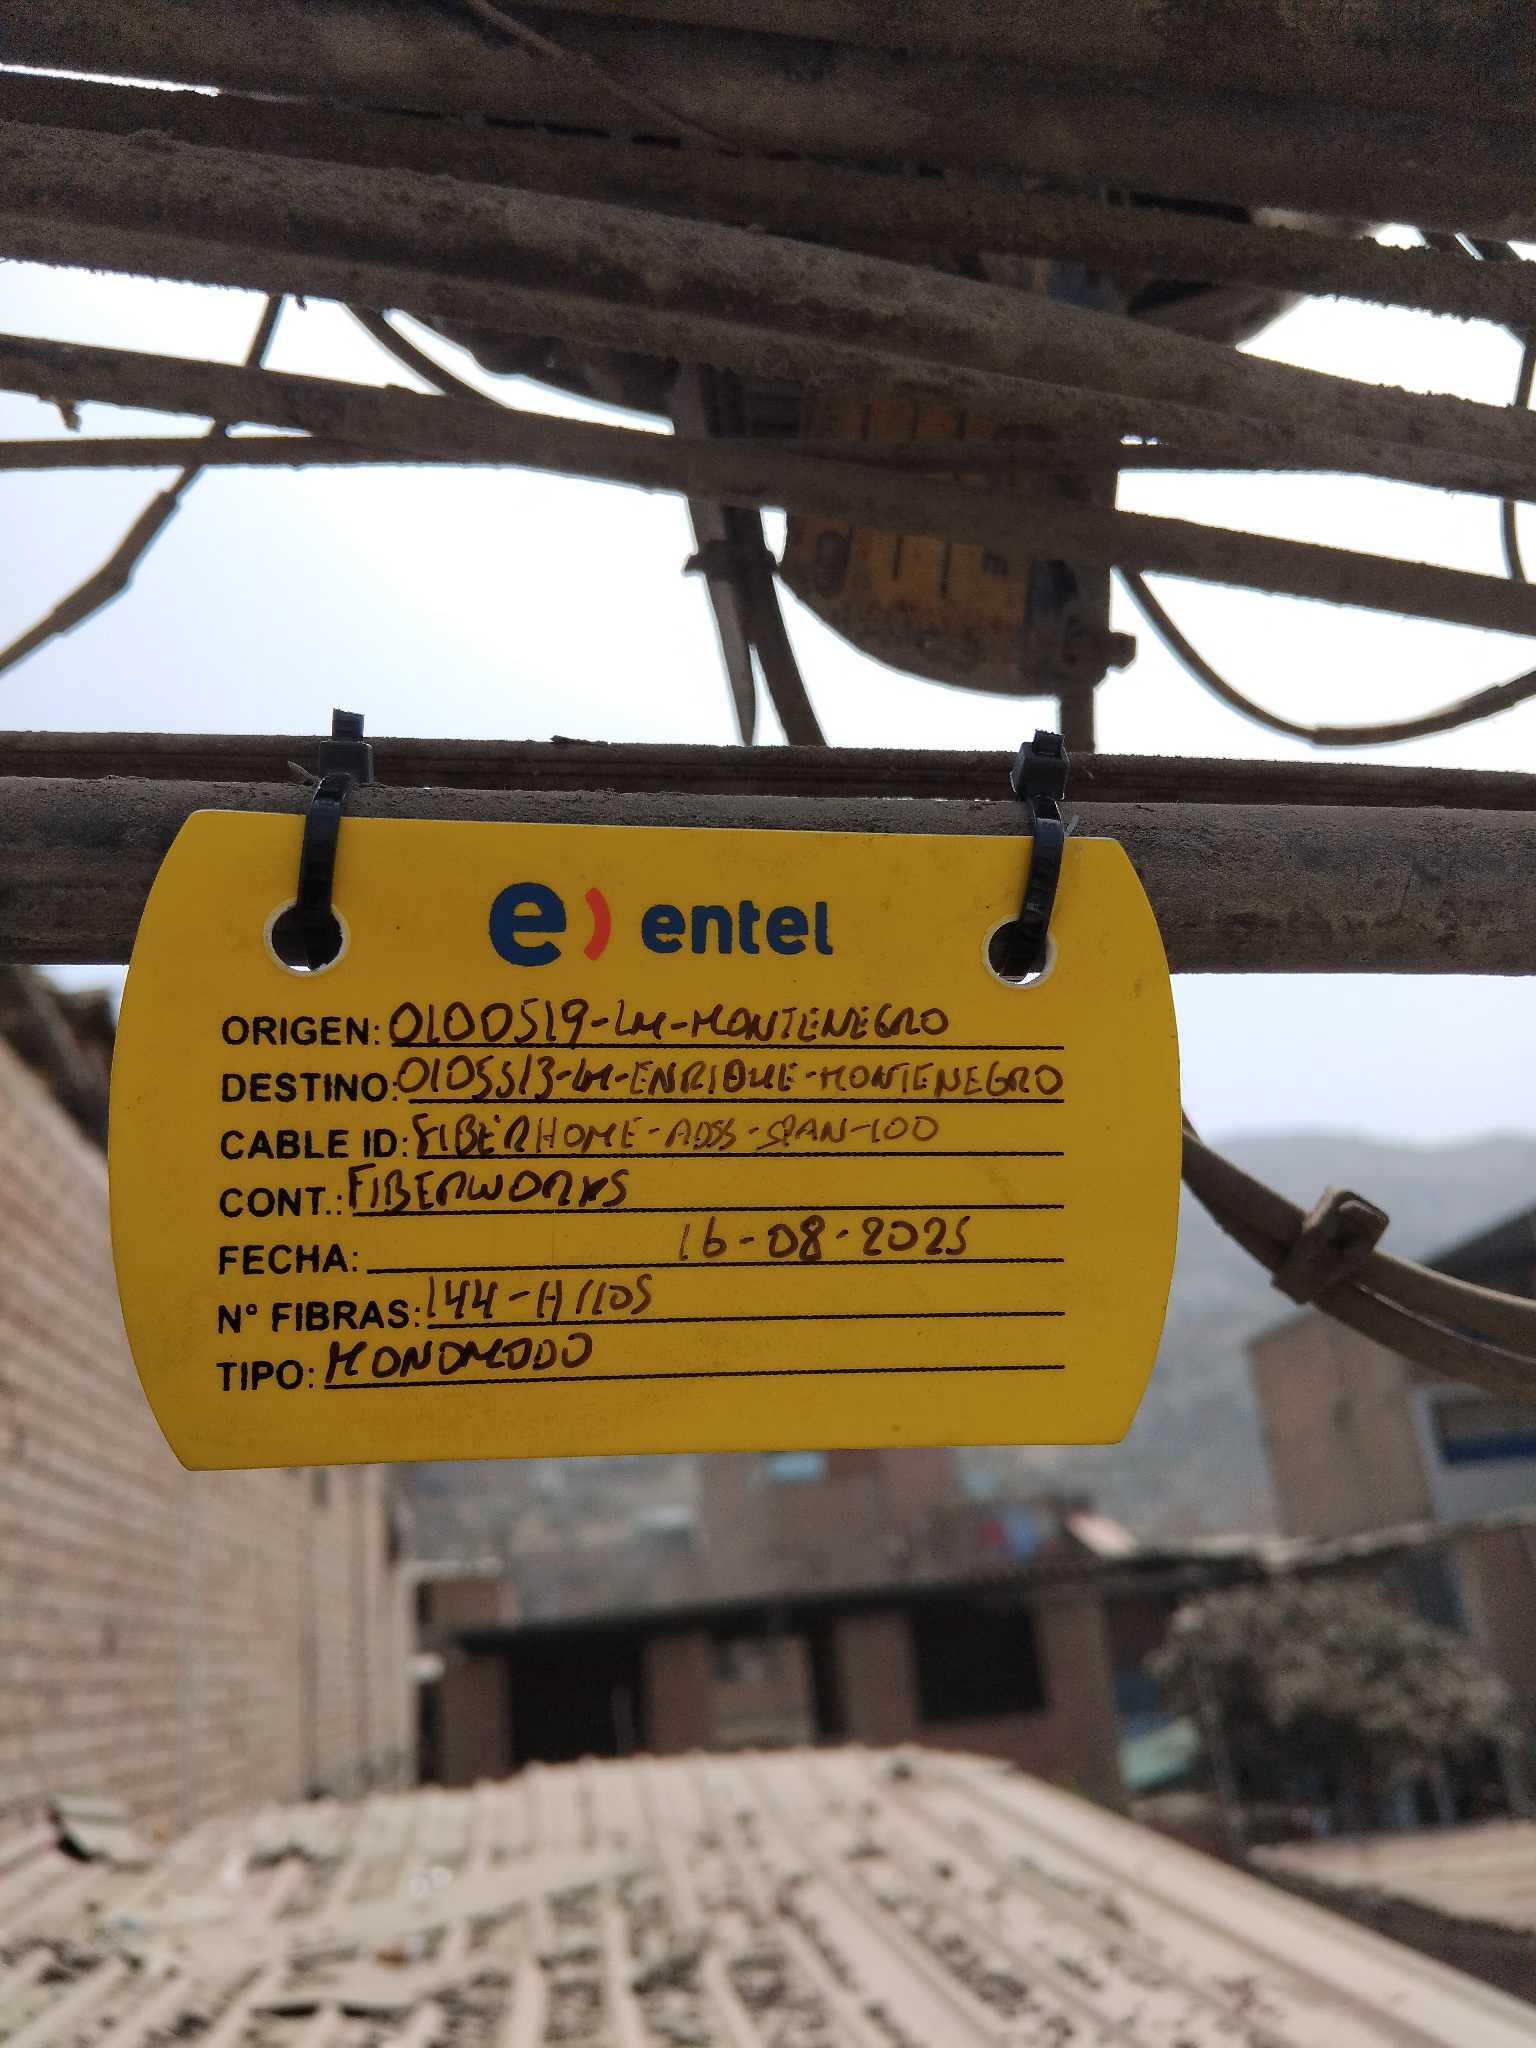 e) entel
ORIGEN: 0100519-LM-MONTENEGRO
DESTINO: 0105513-LM-ENRIQUE-MONTENEGRO
CABLE ID: FIBERHOME-ADSS-SPAN-100
CONT.: FIBERWORKS
FECHA: 16-08-2025
N° FIBRAS: 144-HILOS
TIPO: MONOMODO